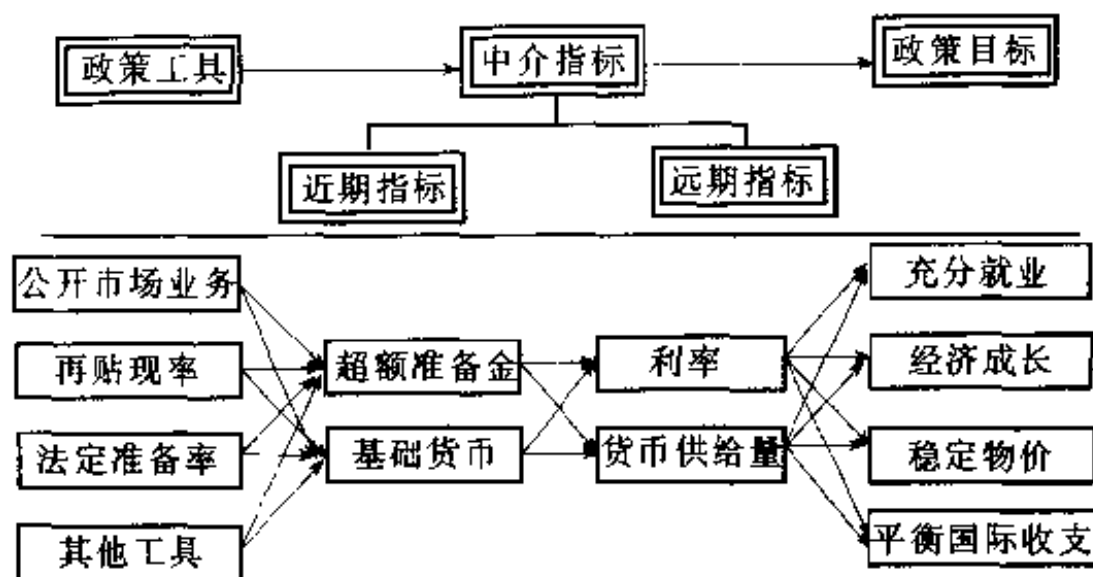 政策工具
中介指标
政策目标
近期指标
远期指标
公开市场业务
充分就业
再贴现率
超额准备金
利率
经济成长
法定准备率
基础货币
货币供给量
稳定物价
其他工具
平衡国际收支